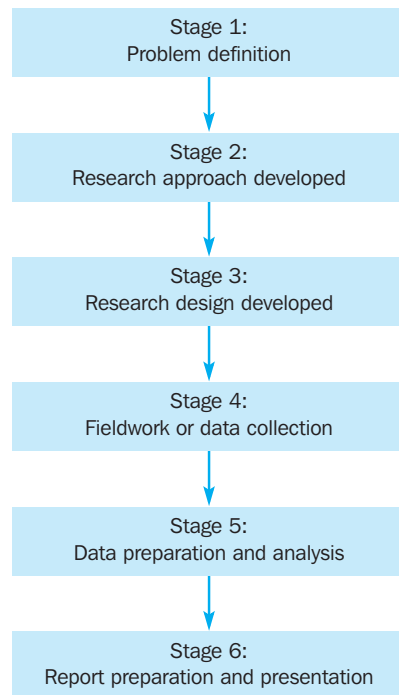 Stage 1:
Problem definition
Stage 2:
Research approach developed
Stage 3:
Research design developed
Stage 4:
Fieldwork or data collection
Stage 5:
Data preparation and analysis
Stage 6:
Report preparation and presentation